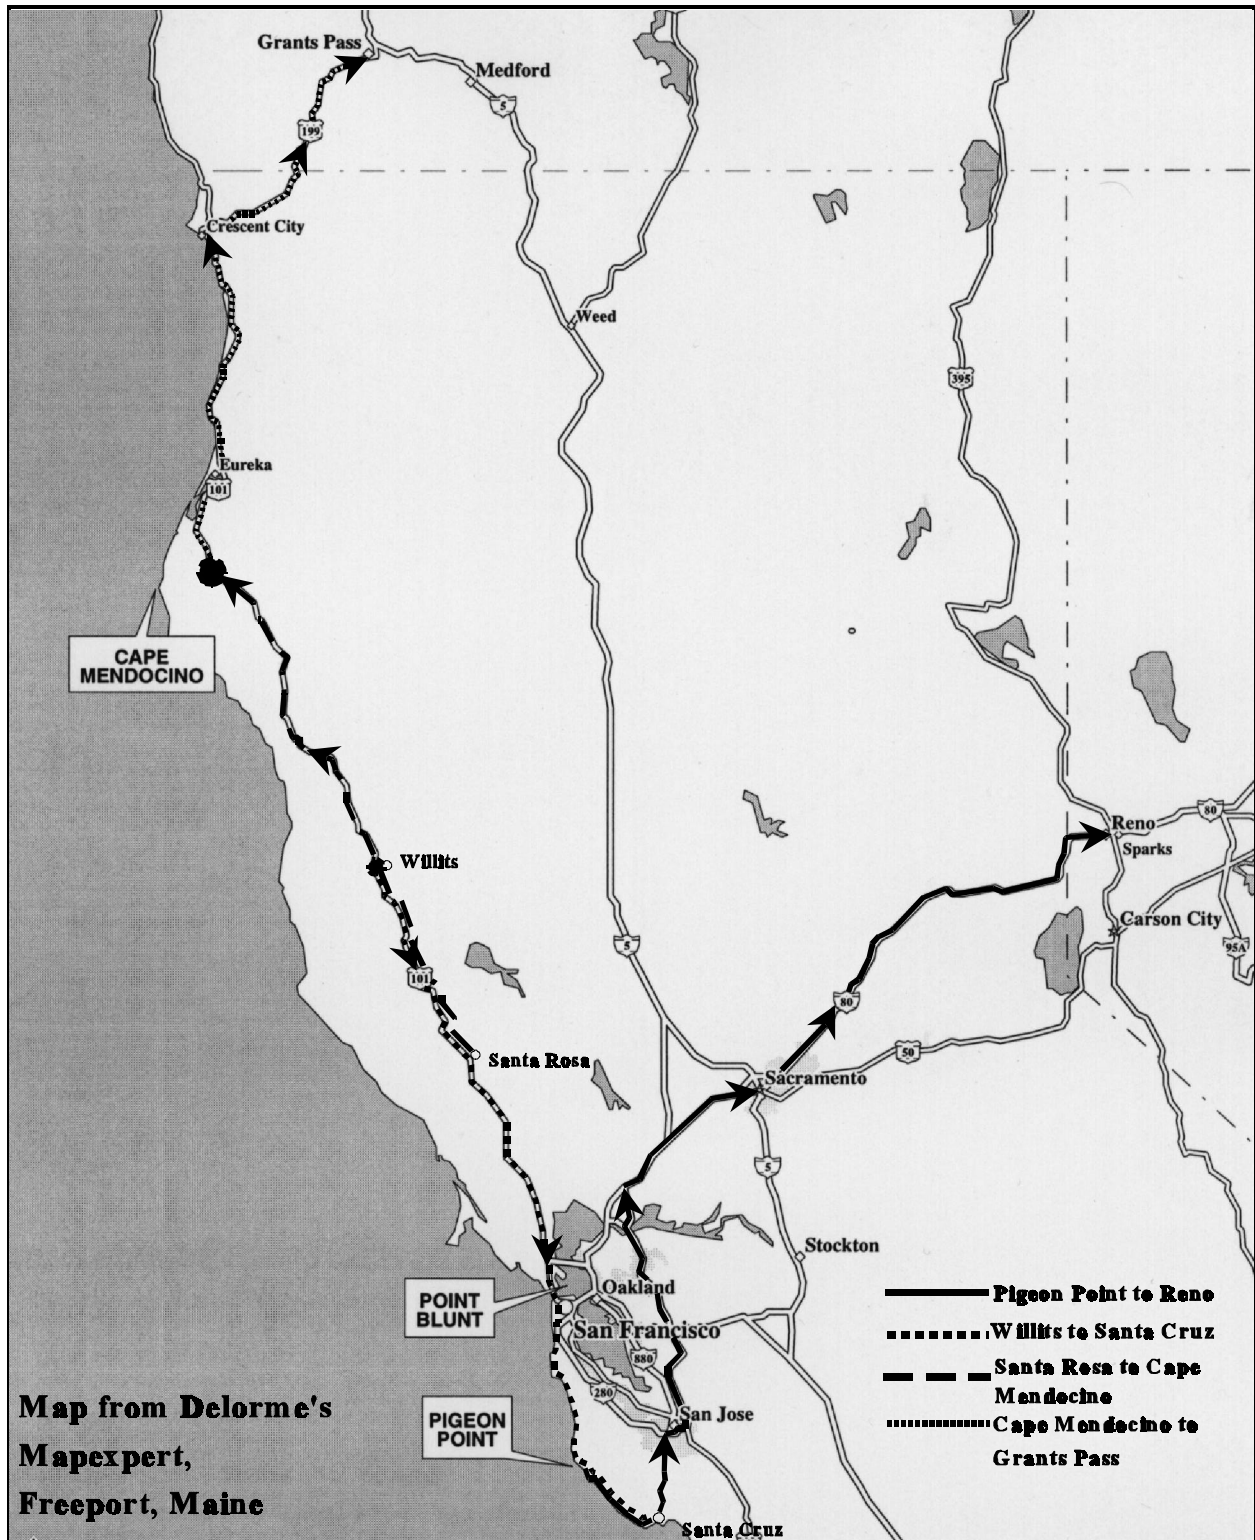 Grants Pass
Medford
5
199
Crescent City
Weed
395
Eureka
101
CAPE
MENDOCINO
Reno
80
Sparks
Willits
Carson City
5
95A
101
80
Santa Rosa
50
Sacramento
5
Stockton
Oakland
POINT
BLUNT
San Francisco
880
280
San Jose
PIGEON
POINT
Santa Cruz
Pigeon Point to Reno
Willits to Santa Cruz
Santa Rosa to Cape
Mendocino
Cape Mendocino to
Grants Pass
Map from Delorme's
Mapexpert,
Freeport, Maine